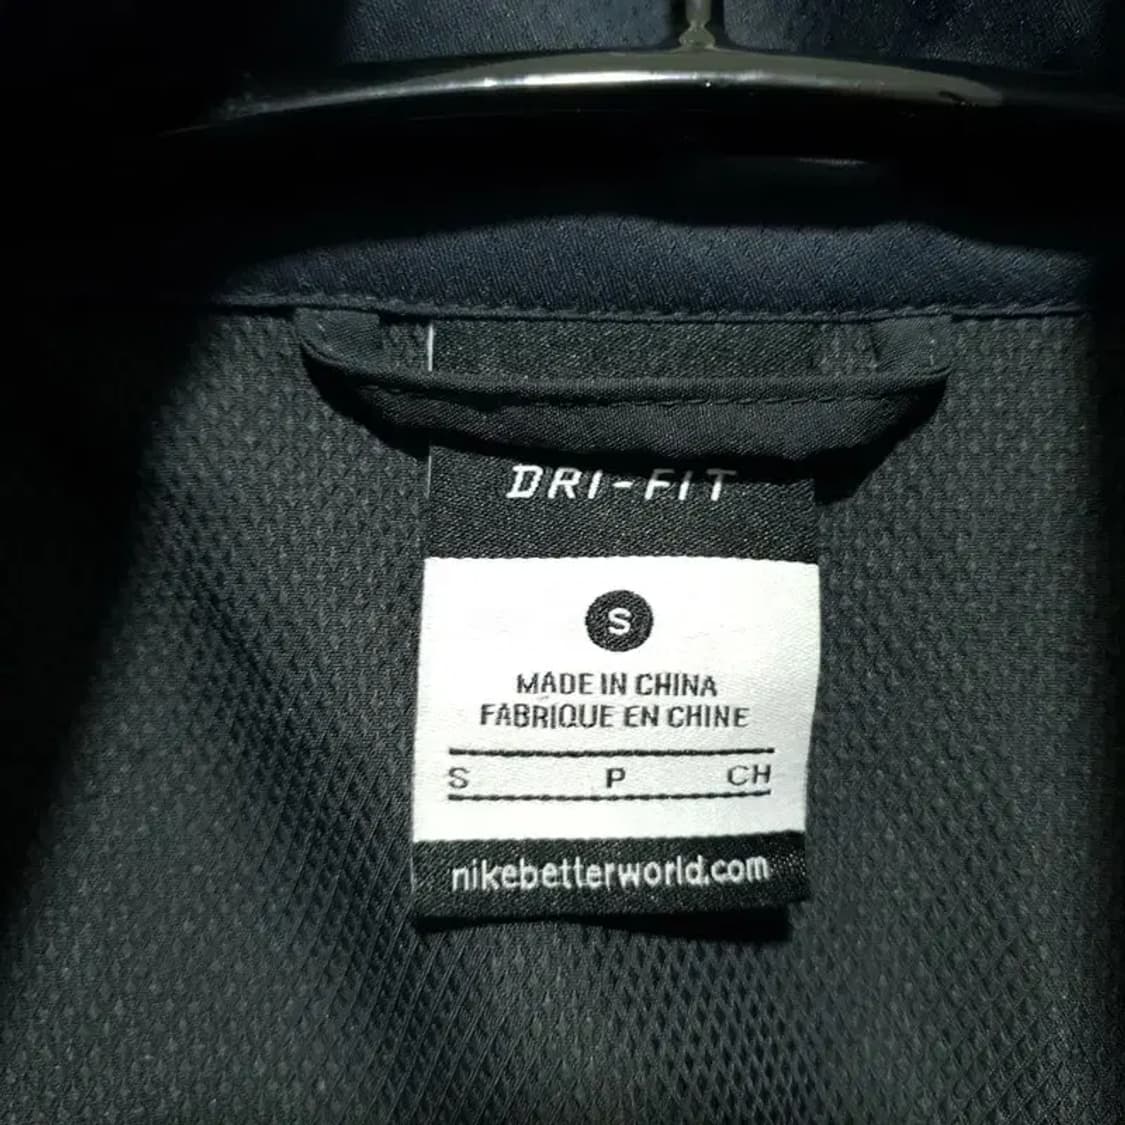 DRI-FIT
S
MADE IN CHINA
FABRIQUE EN CHINE
S P CH
nikebetterworld.com